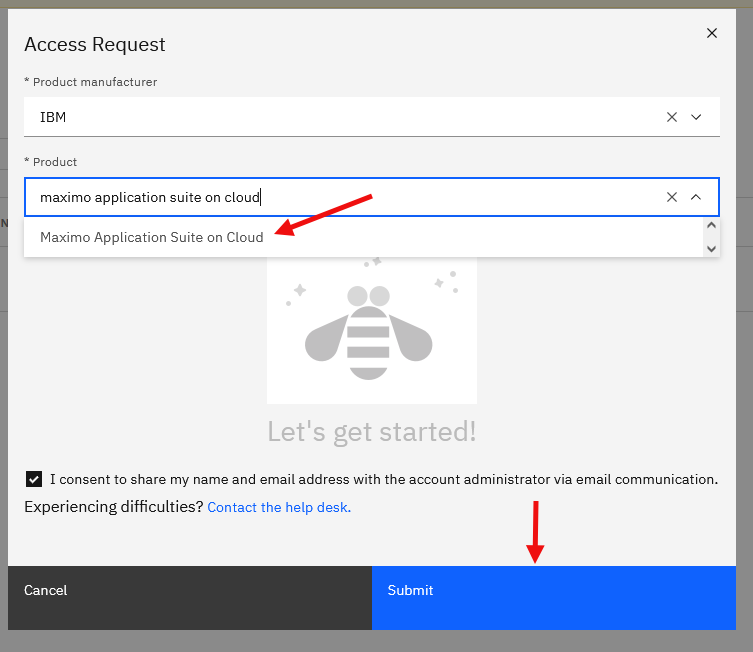 Access Request
* Product manufacturer
IBM
* Product
maximo application suite on cloud
Maximo Application Suite on Cloud
Let's get started!
I consent to share my name and email address with the account administrator via email communication.
Experiencing difficulties? Contact the help desk.
Cancel
Submit
N